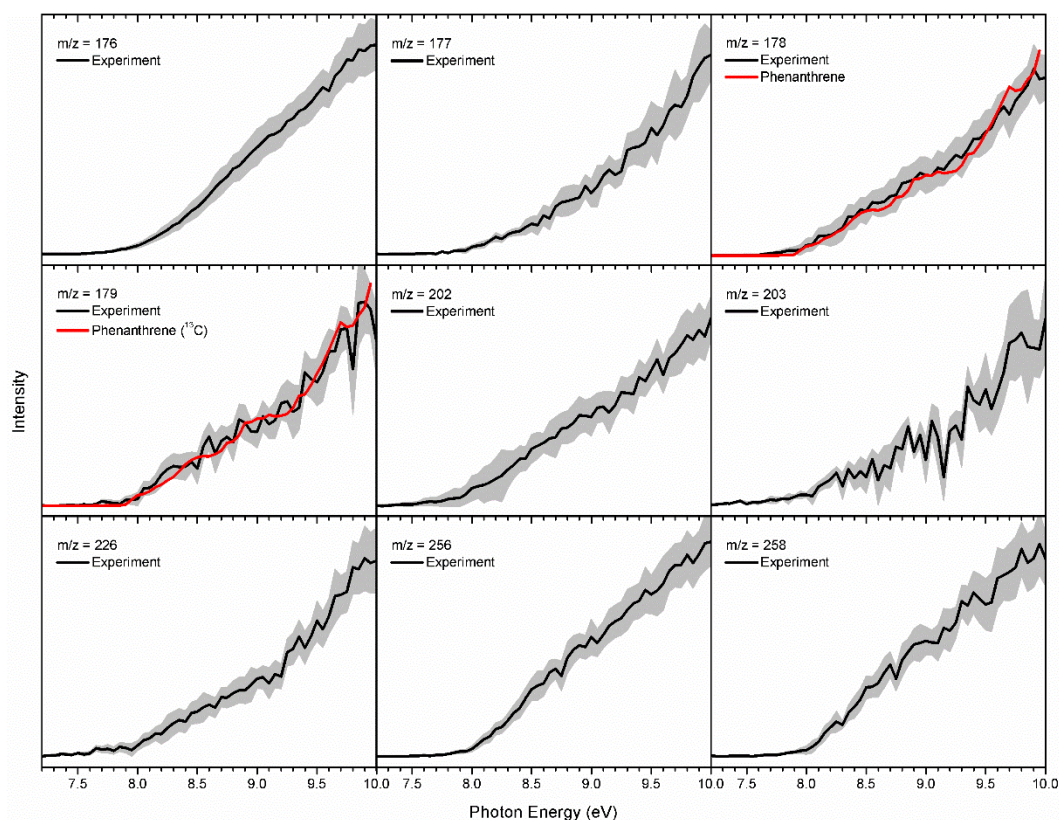 m/z = 176
Experiment
m/z = 177
Experiment
m/z = 178
Experiment
Phenanthrene
m/z = 179
Experiment
Phenanthrene (¹³C)
m/z = 202
Experiment
m/z = 203
Experiment
Intensity
m/z = 226
Experiment
m/z = 256
Experiment
m/z = 258
Experiment
7.5 8.0 8.5 9.0 9.5 10.0 7.5 8.0 8.5 9.0 9.5 10.0 7.5 8.0 8.5 9.0 9.5 10.0
Photon Energy (eV)